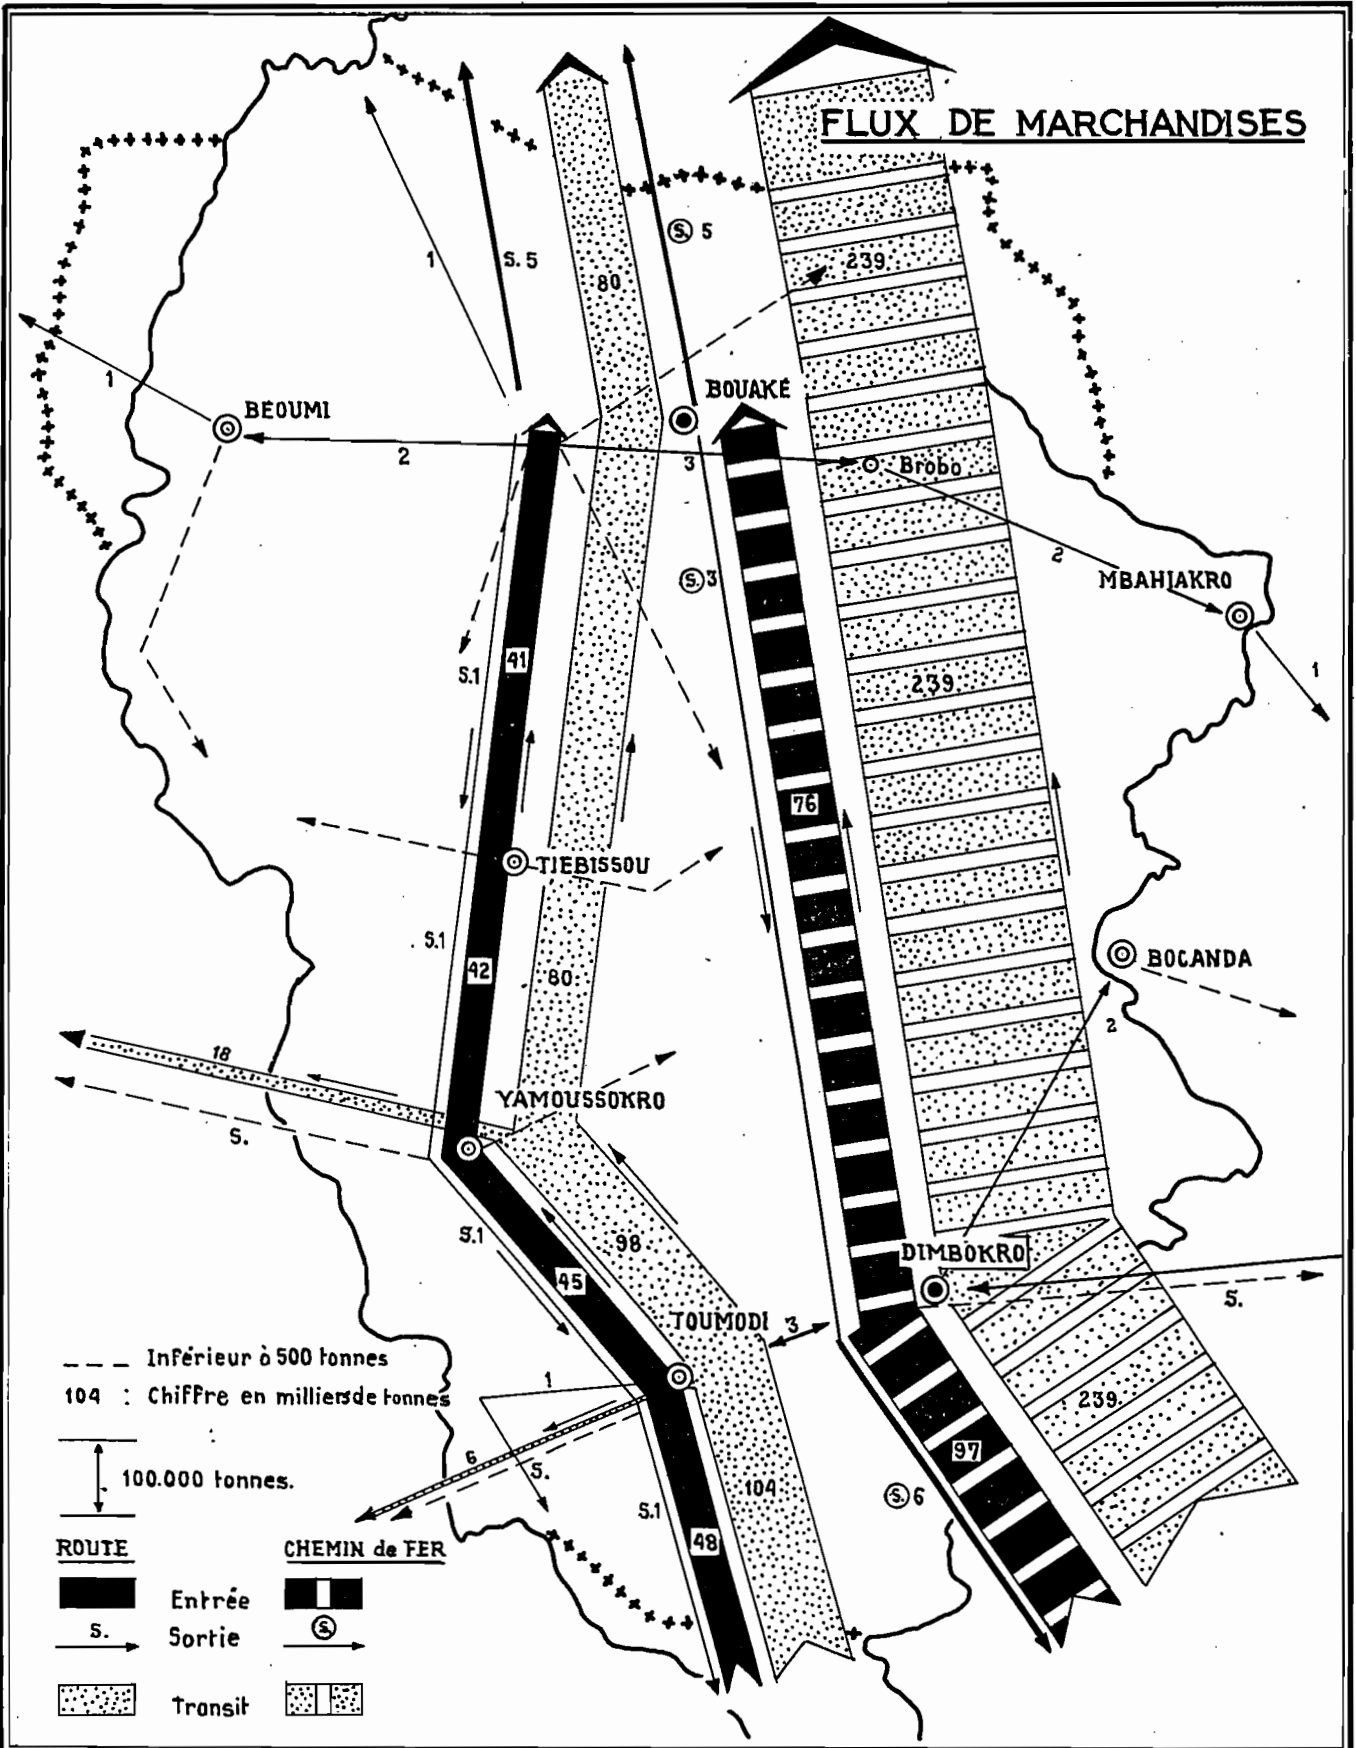 FLUX DE MARCHANDISES
S. 5
239
1
S. 5
80
1
BOUAKÉ
BÉOUMI
2
3
Brobo
2
S. 3
MBAHIAKRO
41
S.1
239
1
76
TIEBISSOU
S.1
42
80
BOCANDA
2
18
YAMOUSSOKRO
S.
S.1
98
DIMBOKRO
45
S.
TOUMODI
3
Inférieur à 500 tonnes
1
104 : Chiffre en milliers de tonnes
239
6
S.
97
100.000 tonnes.
104
S. 6
S.1
48
ROUTE
CHEMIN de FER
Entrée
S.
Sortie
S.
Transit